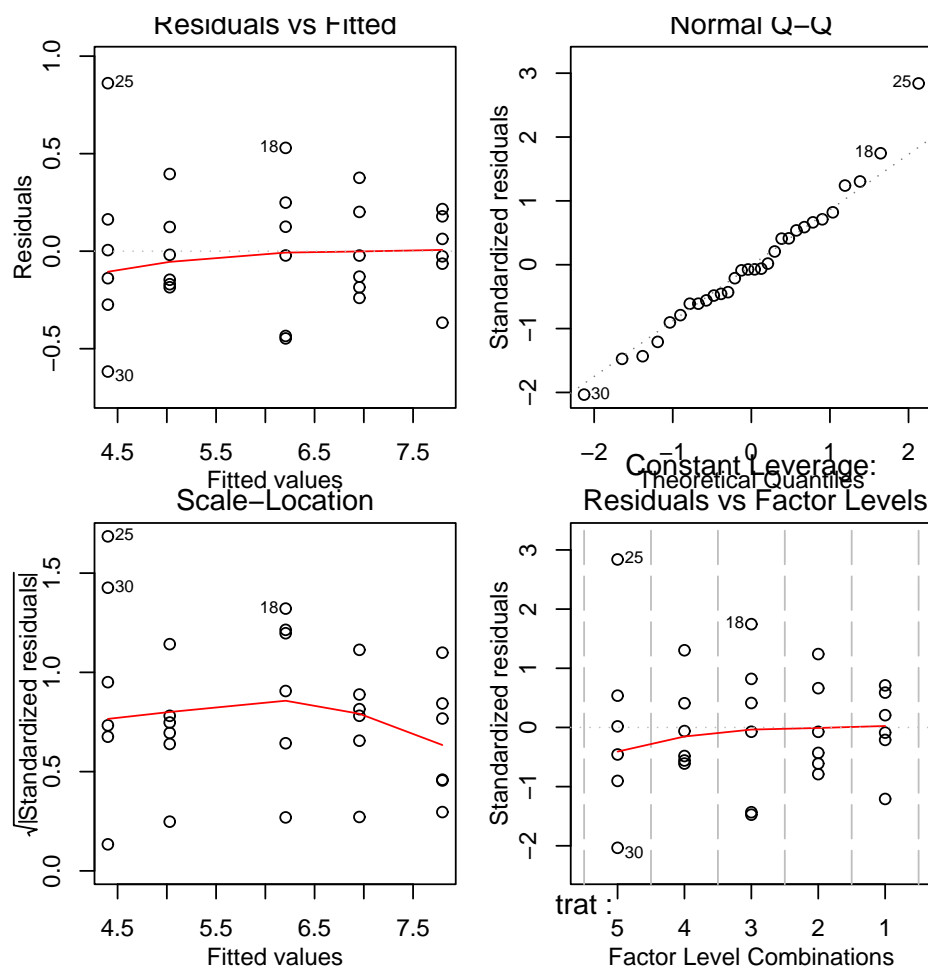 Residuals vs Fitted
1.0
0.5
0.0
−0.5
Residuals
25
18
30
4.5 5.5 6.5 7.5
Fitted values
Normal Q−Q
3
2
1
0
−1
−2
Standardized residuals
25
18
30
−2 −1 0 1 2
Theoretical Quantiles
Scale−Location
1.5
1.0
0.5
0.0
√|Standardized residuals|
25
30
18
4.5 5.5 6.5 7.5
Fitted values
Constant Leverage:
Residuals vs Factor Levels
3
2
1
0
−1
−2
Standardized residuals
25
18
30
trat :
5 4 3 2 1
Factor Level Combinations